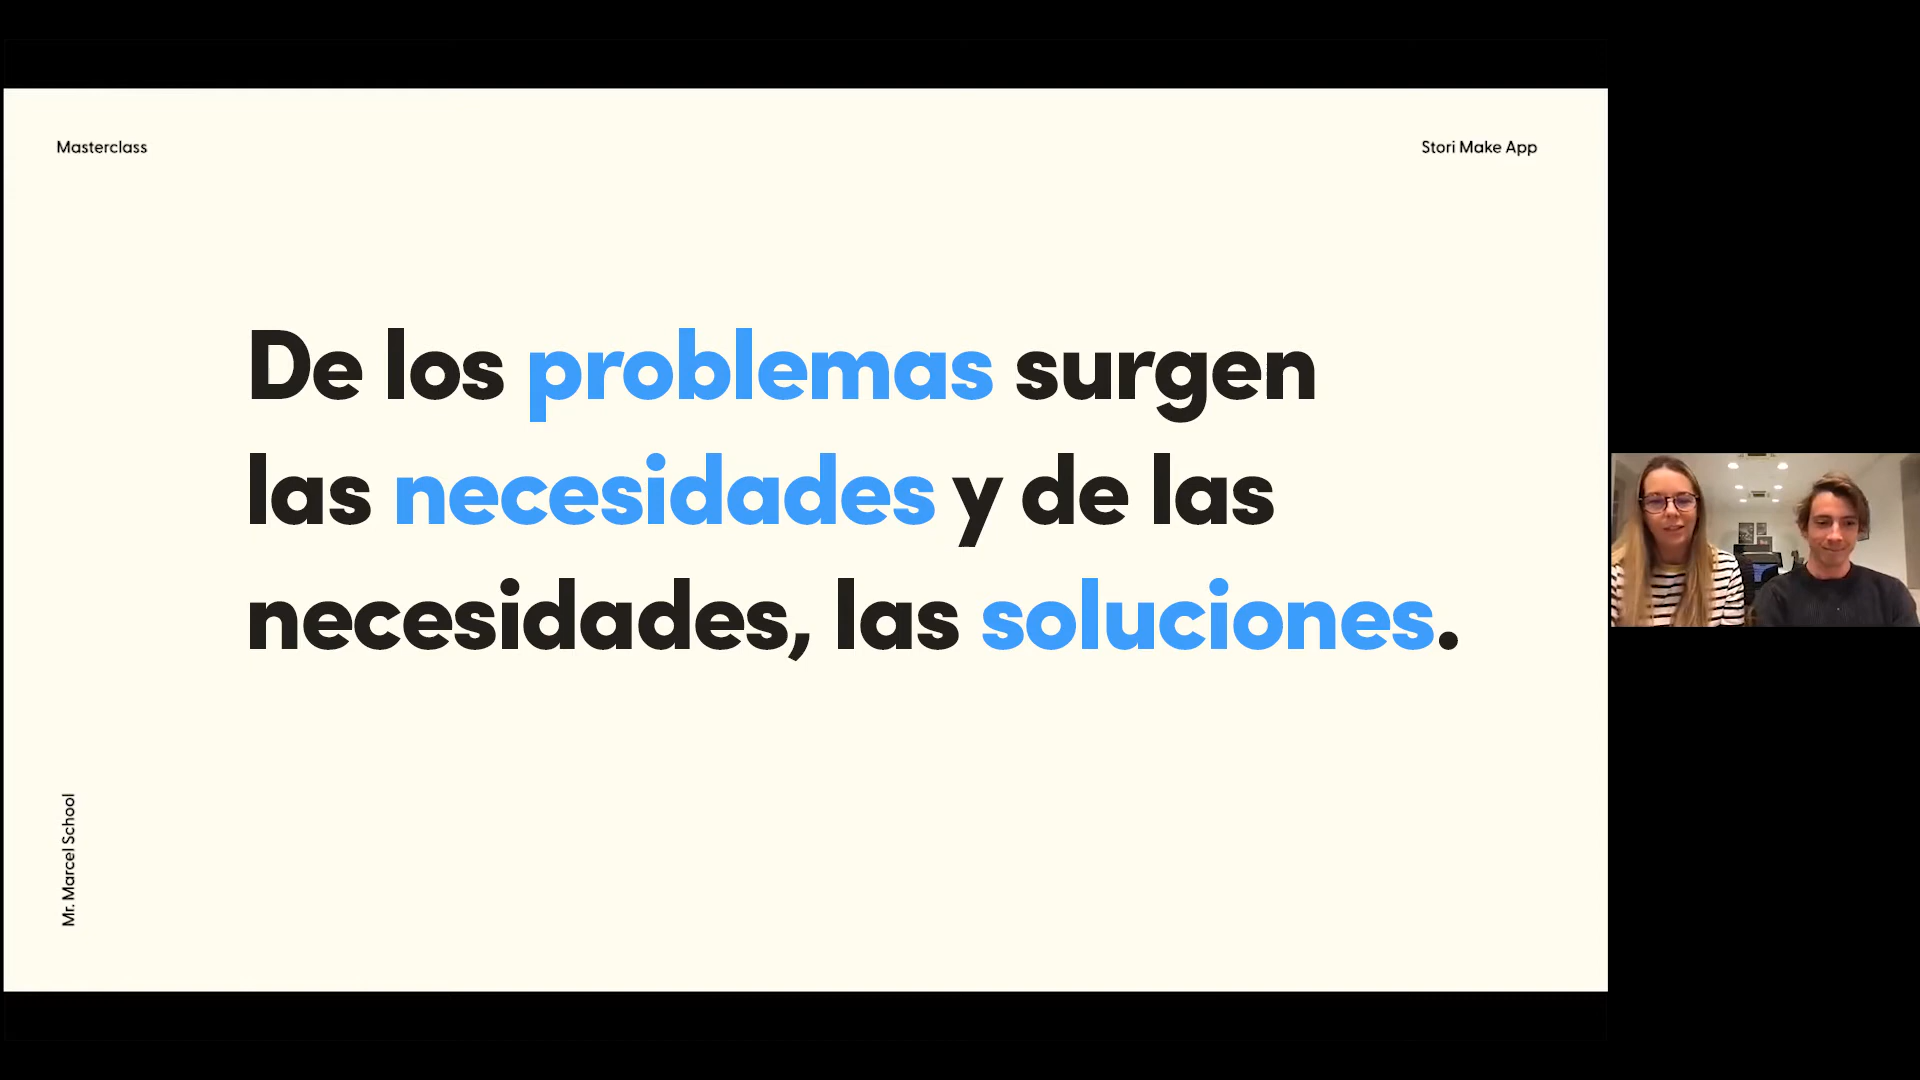 Masterclass
Stori Make App
De los problemas surgen
las necesidades y de las
necesidades, las soluciones.
Mr. Marcel School